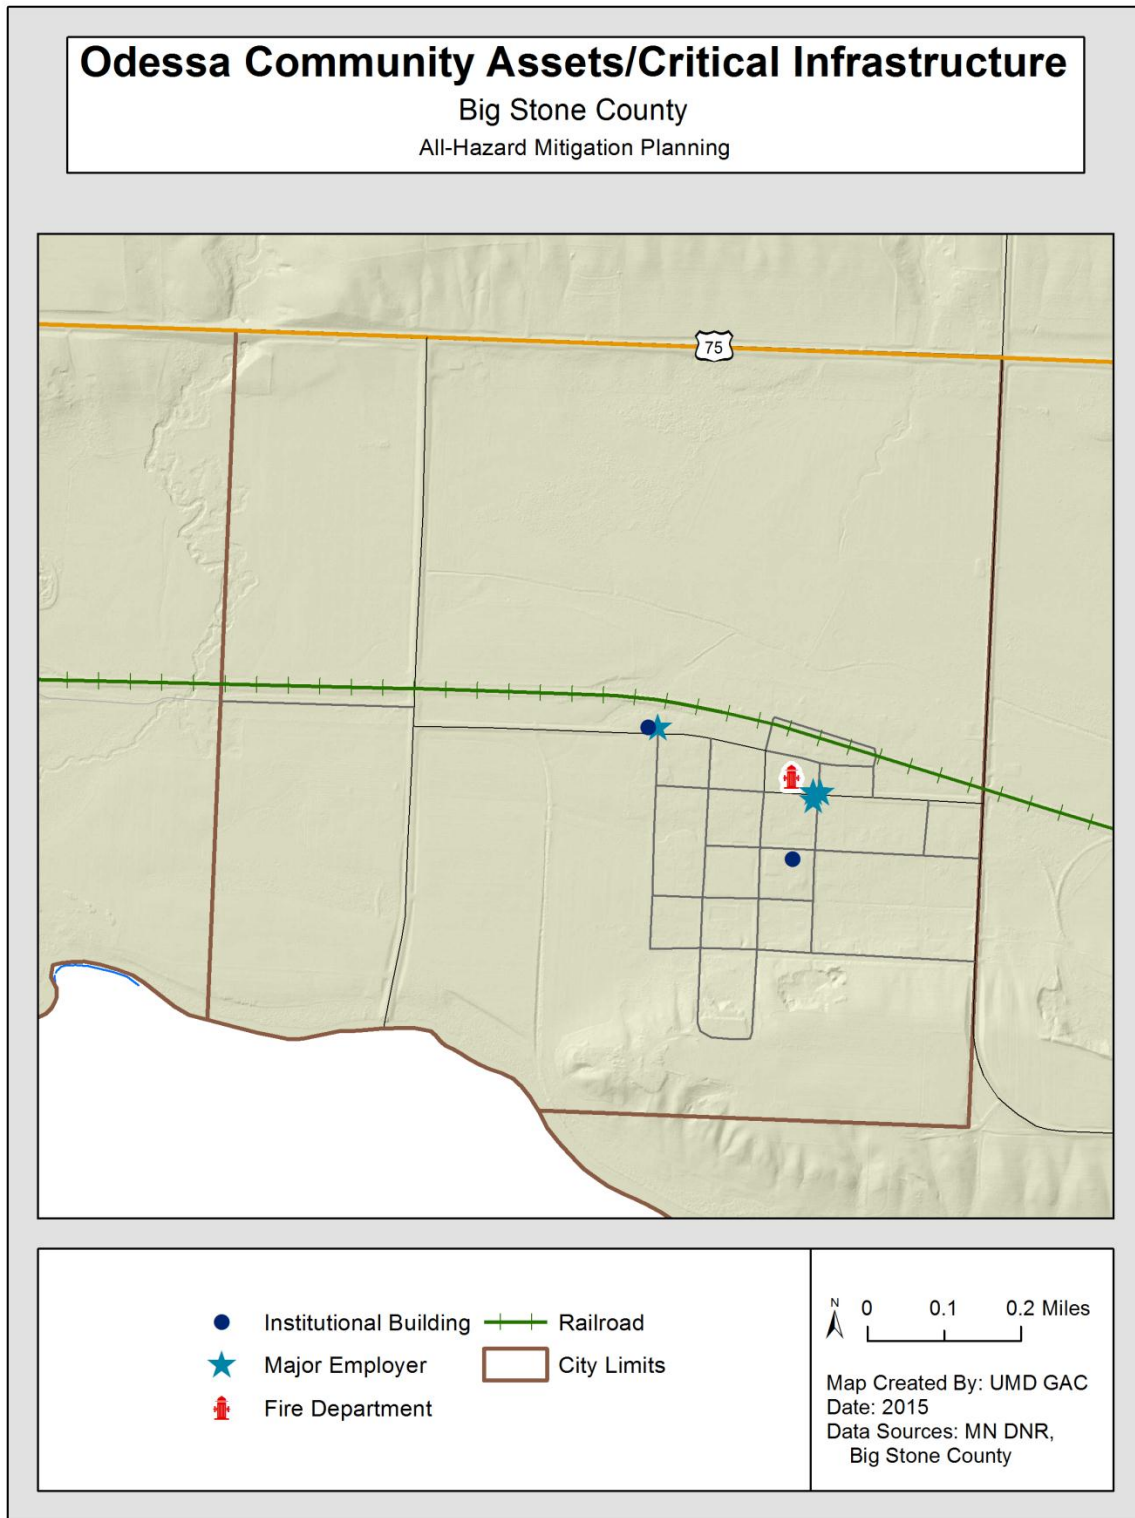 Odessa Community Assets/Critical Infrastructure
Big Stone County
All-Hazard Mitigation Planning
75
Institutional Building
Railroad
Major Employer
City Limits
Fire Department
N
0 0.1 0.2 Miles
Map Created By: UMD GAC
Date: 2015
Data Sources: MN DNR,
Big Stone County